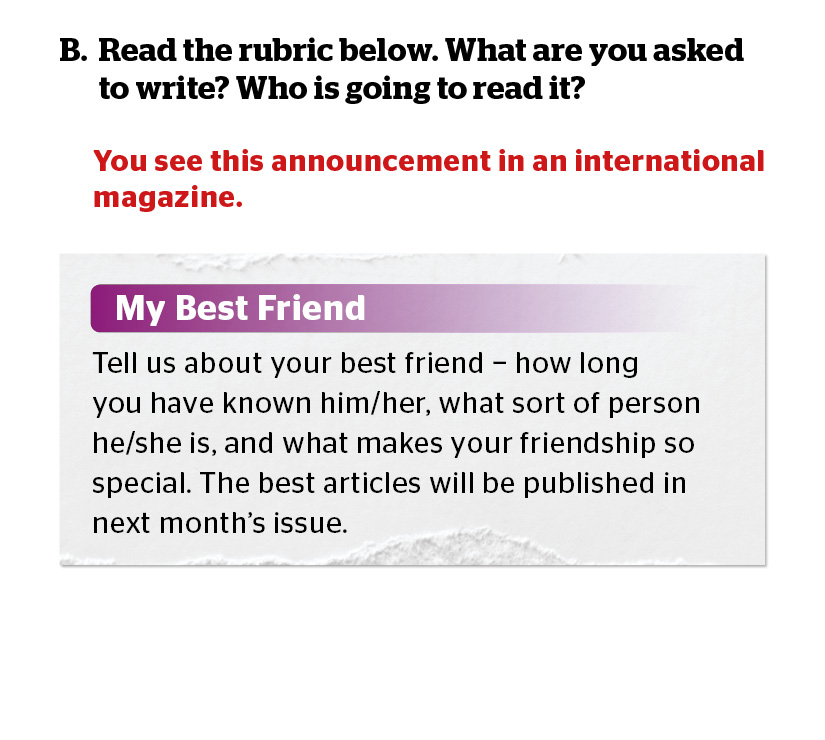 B. Read the rubric below. What are you asked
to write? Who is going to read it?
You see this announcement in an international
magazine.
My Best Friend
Tell us about your best friend – how long
you have known him/her, what sort of person
he/she is, and what makes your friendship so
special. The best articles will be published in
next month’s issue.